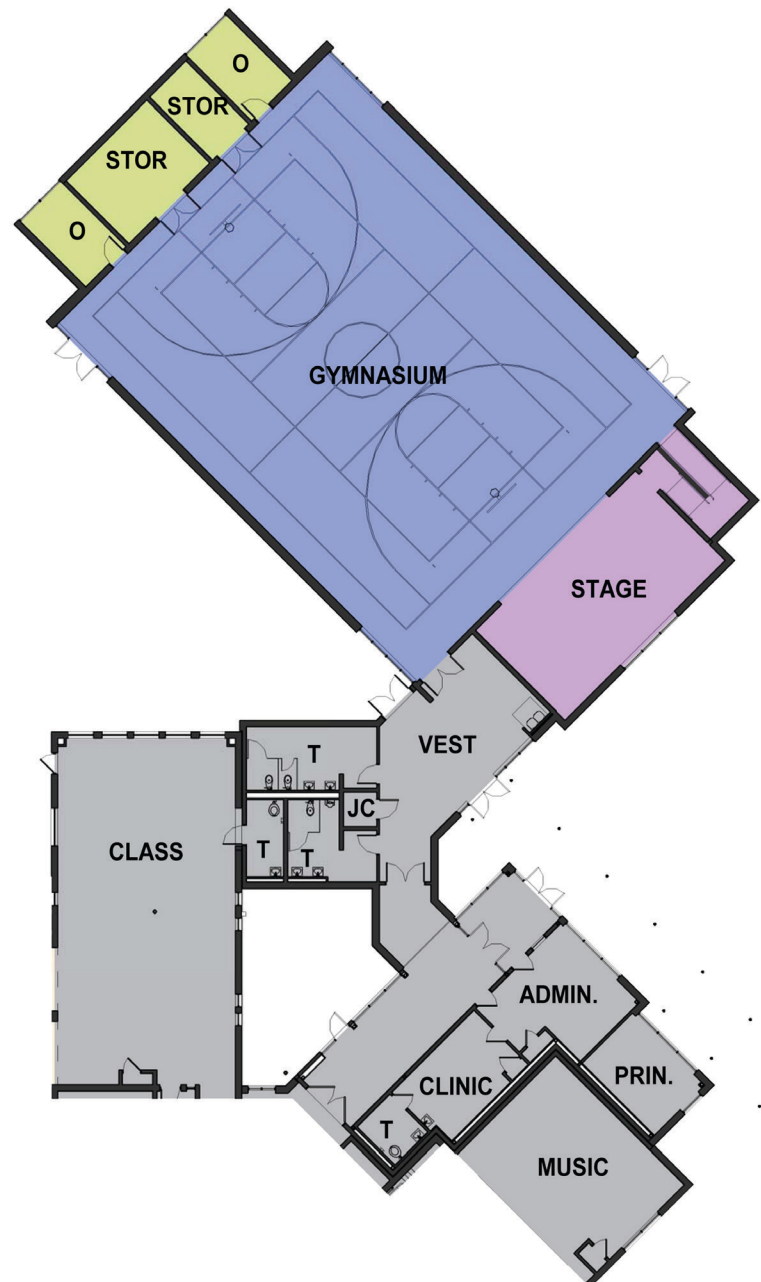 O
STOR
STOR
O
GYMNASIUM
STAGE
T
VEST
JC
CLASS
T
T
ADMIN.
CLINIC
PRIN.
T
MUSIC